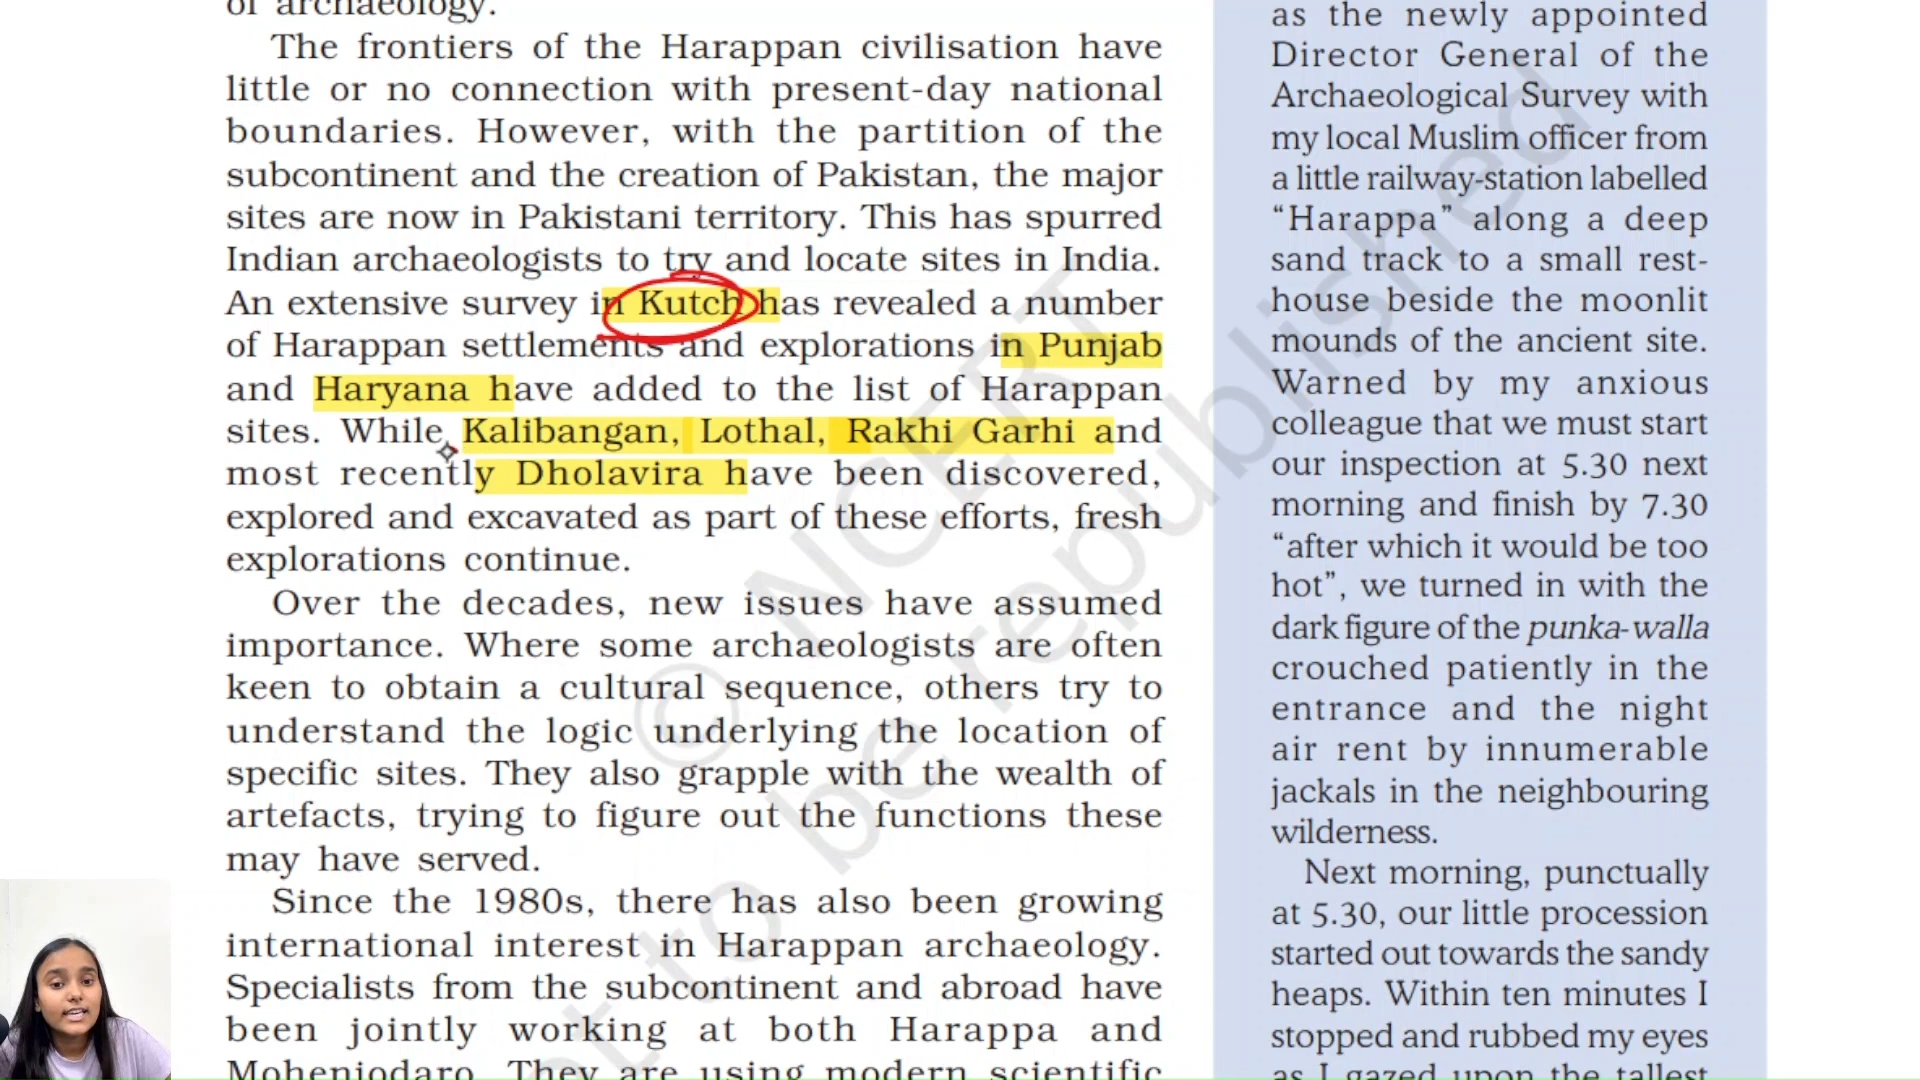 of archaeology.
The frontiers of the Harappan civilisation have
little or no connection with present-day national
boundaries. However, with the partition of the
subcontinent and the creation of Pakistan, the major
sites are now in Pakistani territory. This has spurred
Indian archaeologists to try and locate sites in India.
An extensive survey in Kutch has revealed a number
of Harappan settlements and explorations in Punjab
and Haryana have added to the list of Harappan
sites. While Kalibangan, Lothal, Rakhi Garhi and
most recently Dholavira have been discovered,
explored and excavated as part of these efforts, fresh
explorations continue.
Over the decades, new issues have assumed
importance. Where some archaeologists are often
keen to obtain a cultural sequence, others try to
understand the logic underlying the location of
specific sites. They also grapple with the wealth of
artefacts, trying to figure out the functions these
may have served.
Since the 1980s, there has also been growing
international interest in Harappan archaeology.
Specialists from the subcontinent and abroad have
been jointly working at both Harappa and
Mohenjodaro. They are using modern scientific
as the newly appointed
Director General of the
Archaeological Survey with
my local Muslim officer from
a little railway-station labelled
“Harappa” along a deep
sand track to a small rest-
house beside the moonlit
mounds of the ancient site.
Warned by my anxious
colleague that we must start
our inspection at 5.30 next
morning and finish by 7.30
“after which it would be too
hot”, we turned in with the
dark figure of the punka-walla
crouched patiently in the
entrance and the night
air rent by innumerable
jackals in the neighbouring
wilderness.
Next morning, punctually
at 5.30, our little procession
started out towards the sandy
heaps. Within ten minutes I
stopped and rubbed my eyes
as I gazed upon the tallest
© NCERT
not to be republished